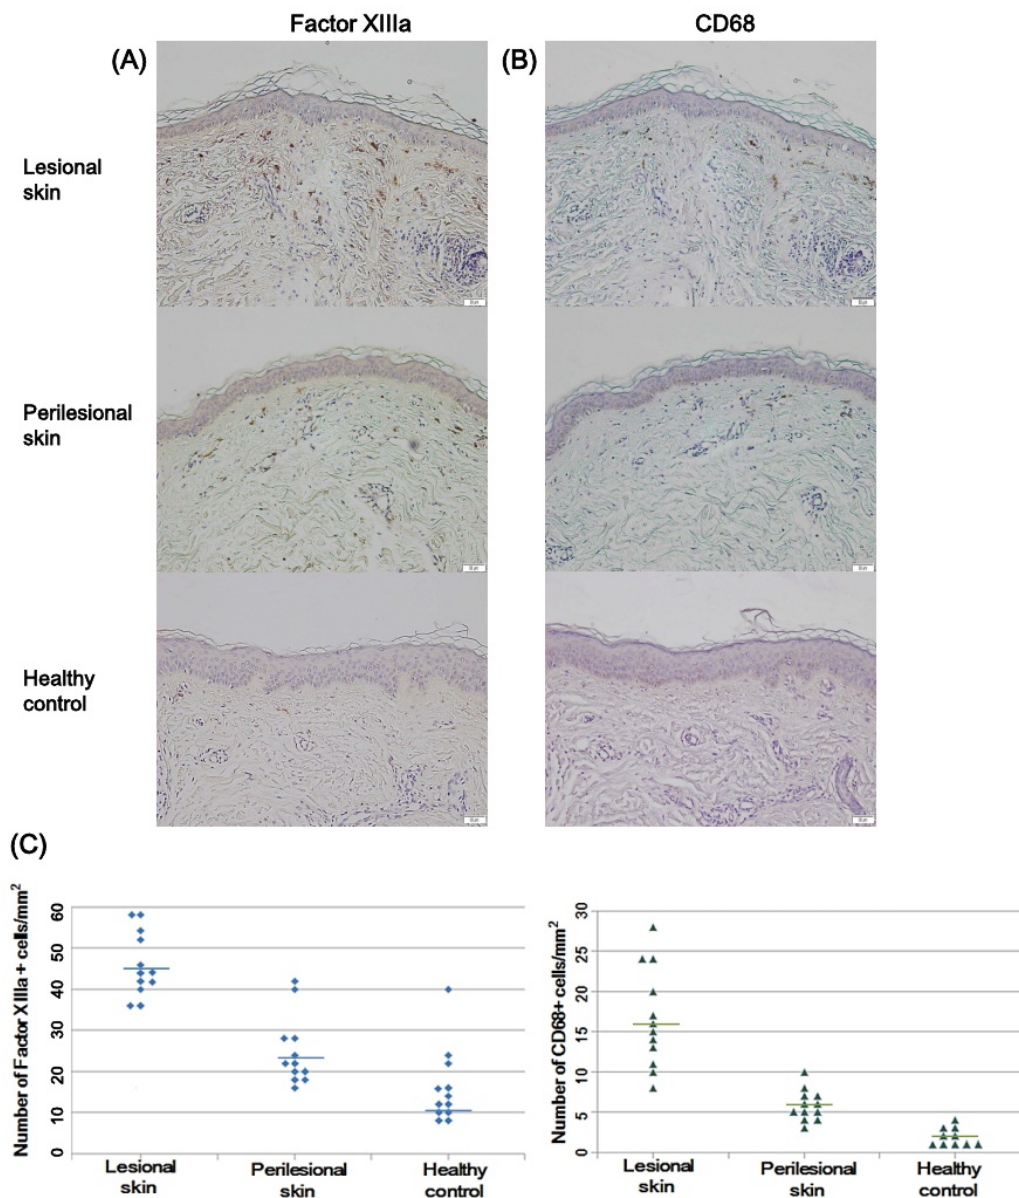 Factor XIIIa
CD68
(A)
(B)
Lesional
skin
Perilesional
skin
Healthy
control
(C)
Number of Factor XIIIa + cells/mm²
60
50
40
30
20
10
0
Lesional
skin
Perilesional
skin
Healthy
control
Number of CD68+ cells/mm²
30
25
20
15
10
5
0
Lesional
skin
Perilesional
skin
Healthy
control